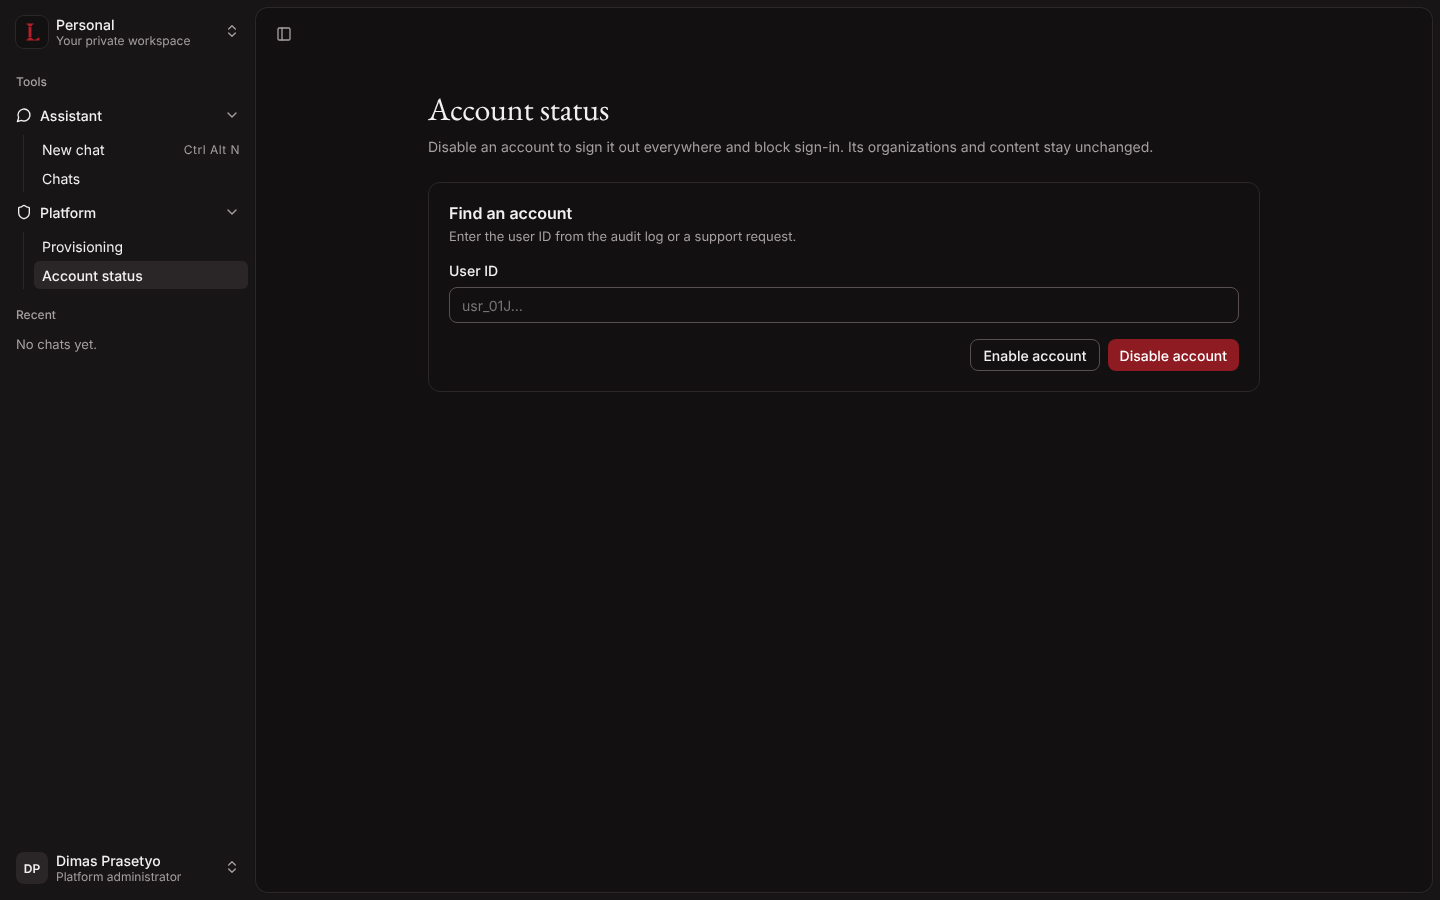 L
Personal
Your private workspace
Tools
Assistant
New chat
Ctrl Alt N
Chats
Platform
Provisioning
Account status
Recent
No chats yet.
DP
Dimas Prasetyo
Platform administrator
Account status
Disable an account to sign it out everywhere and block sign-in. Its organizations and content stay unchanged.
Find an account
Enter the user ID from the audit log or a support request.
User ID
usr_01J...
Enable account
Disable account